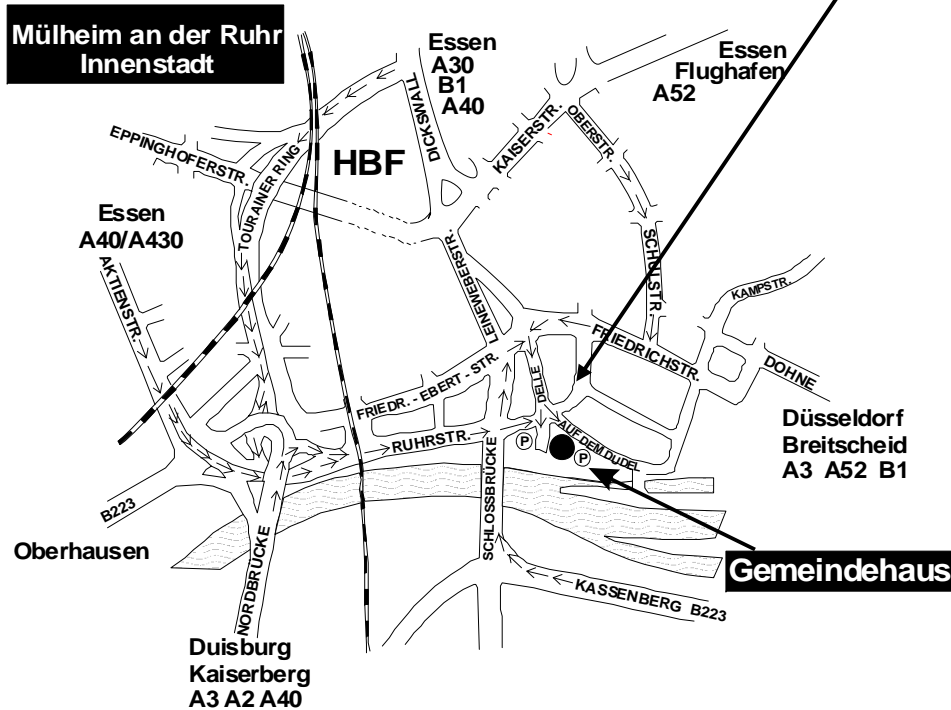 Mülheim an der Ruhr
Innenstadt
Essen
A30
B1
A40
Essen
Flughafen
A52
EPPINGHOFERSTR.
TOURAINER RING
HBF
DICKSWALL
KAISERSTR.
OBERSTR.
Essen
A40/A430
AKTIENSTR.
LEINEWEBERSTR.
SCHULSTR.
KAMPSTR.
FRIEDRICHSTR.
DOHNE
FRIEDR. - EBERT - STR.
DELLE
RUHRSTR.
P
AUF DEM DUDEL
P
Düsseldorf
Breitscheid
A3 A52 B1
B223
Oberhausen
NORDBRÜCKE
SCHLOSSBRÜCKE
Gemeindehaus
KASSENBERG B223
Duisburg
Kaiserberg
A3 A2 A40